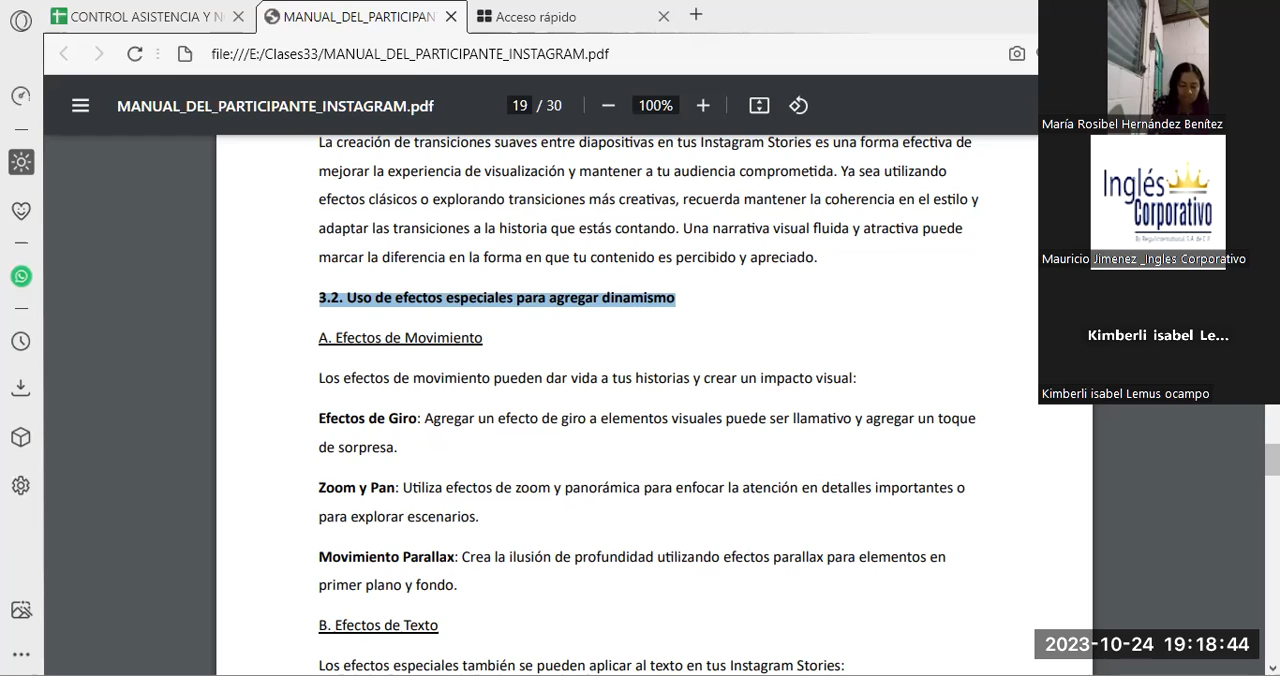 CONTROL ASISTENCIA Y N
MANUAL_DEL_PARTICIPAN
Acceso rápido
file:///E:/Clases33/MANUAL_DEL_PARTICIPANTE_INSTAGRAM.pdf
MANUAL_DEL_PARTICIPANTE_INSTAGRAM.pdf
19 / 30
100%
La creación de transiciones suaves entre diapositivas en tus Instagram Stories es una forma efectiva de
mejorar la experiencia de visualización y mantener a tu audiencia comprometida. Ya sea utilizando
efectos clásicos o explorando transiciones más creativas, recuerda mantener la coherencia en el estilo y
adaptar las transiciones a la historia que estás contando. Una narrativa visual fluida y atractiva puede
marcar la diferencia en la forma en que tu contenido es percibido y apreciado.
3.2. Uso de efectos especiales para agregar dinamismo
A. Efectos de Movimiento
Los efectos de movimiento pueden dar vida a tus historias y crear un impacto visual:
Efectos de Giro: Agregar un efecto de giro a elementos visuales puede ser llamativo y agregar un toque
de sorpresa.
Zoom y Pan: Utiliza efectos de zoom y panorámica para enfocar la atención en detalles importantes o
para explorar escenarios.
Movimiento Parallax: Crea la ilusión de profundidad utilizando efectos parallax para elementos en
primer plano y fondo.
B. Efectos de Texto
Los efectos especiales también se pueden aplicar al texto en tus Instagram Stories:
María Rosibel Hernández Benítez
Inglés
Corporativo
Mauricio Jimenez _Ingles Corporativo
Kimberli isabel Le...
Kimberli isabel Lemus ocampo
2023-10-24 19:18:44